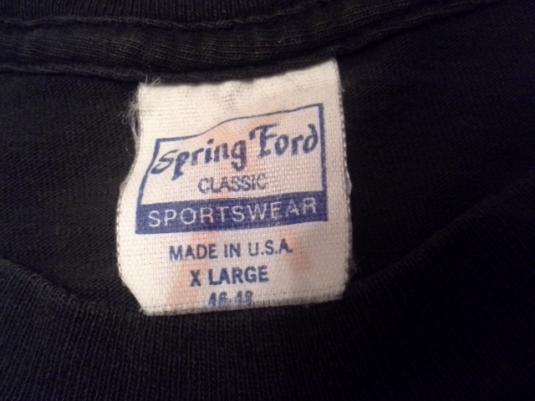 Spring Ford
CLASSIC
SPORTSWEAR
MADE IN U.S.A.
X LARGE
46-48